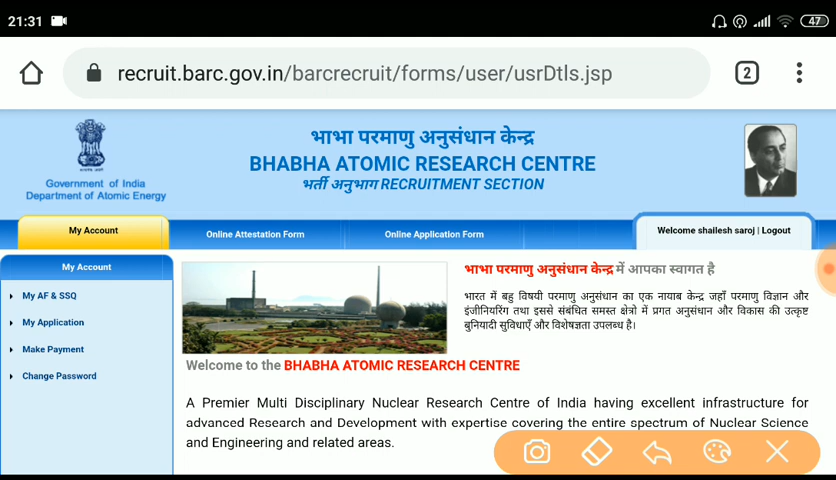 21:31
47
recruit.barc.gov.in/barcrecruit/forms/user/usrDtls.jsp
2
भाभा परमाणु अनुसंधान केन्द्र
BHABHA ATOMIC RESEARCH CENTRE
भर्ती अनुभाग RECRUITMENT SECTION
Government of India
Department of Atomic Energy
My Account
Online Attestation Form
Online Application Form
Welcome shailesh saroj | Logout
My Account
My AF & SSQ
My Application
Make Payment
Change Password
भाभा परमाणु अनुसंधान केन्द्र में आपका स्वागत है
भारत में बहु विषयी परमाणु अनुसंधान का एक नायाब केन्द्र जहाँ परमाणु विज्ञान और
इंजीनियरिंग तथा इससे संबंधित समस्त क्षेत्रो में प्रगत अनुसंधान और विकास की उत्कृष्ट
बुनियादी सुविधाएँ और विशेषज्ञता उपलब्ध है।
Welcome to the BHABHA ATOMIC RESEARCH CENTRE
A Premier Multi Disciplinary Nuclear Research Centre of India having excellent infrastructure for
advanced Research and Development with expertise covering the entire spectrum of Nuclear Science
and Engineering and related areas.